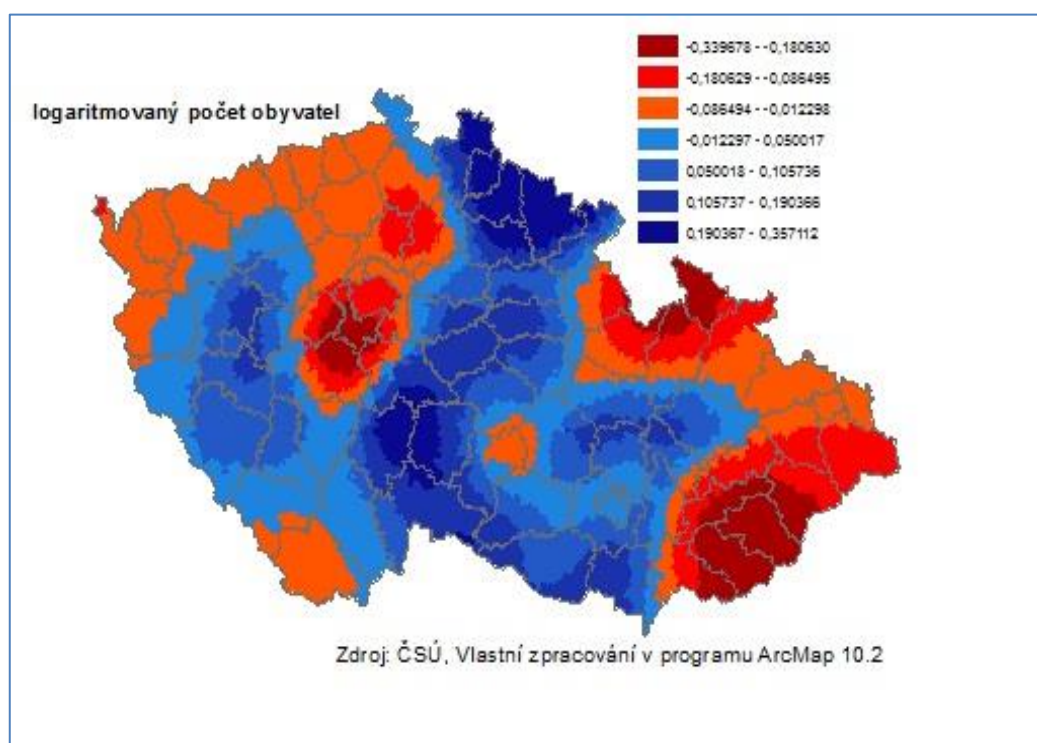 -0,339678 - -0,180630
-0,180629 - -0,086495
-0,086494 - -0,012298
-0,012297 - 0,050017
0,050018 - 0,105736
0,105737 - 0,190366
0,190367 - 0,357112
logaritmovaný počet obyvatel
Zdroj: ČSÚ, Vlastní zpracování v programu ArcMap 10.2